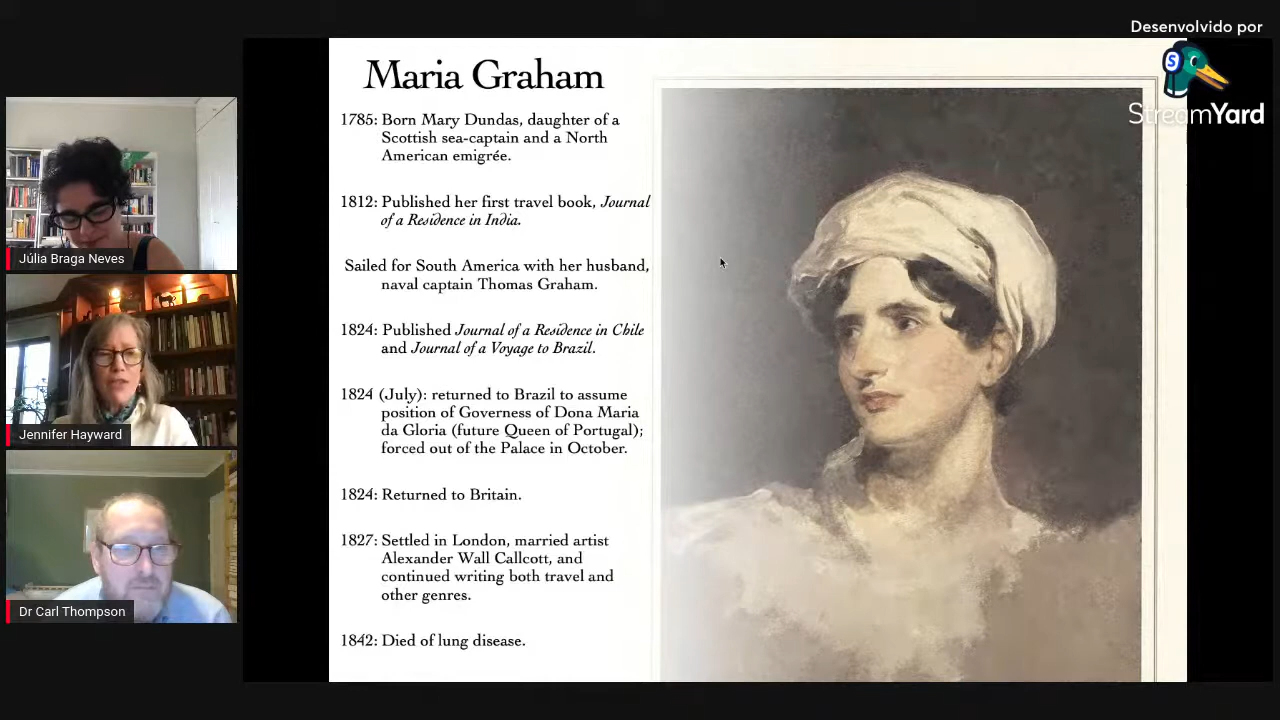 Desenvolvido por
StreamYard
Maria Graham
1785: Born Mary Dundas, daughter of a
Scottish sea-captain and a North
American emigrée.
1812: Published her first travel book, Journal
of a Residence in India.
Sailed for South America with her husband,
naval captain Thomas Graham.
1824: Published Journal of a Residence in Chile
and Journal of a Voyage to Brazil.
1824 (July): returned to Brazil to assume
position of Governess of Dona Maria
da Gloria (future Queen of Portugal);
forced out of the Palace in October.
1824: Returned to Britain.
1827: Settled in London, married artist
Alexander Wall Callcott, and
continued writing both travel and
other genres.
1842: Died of lung disease.
Júlia Braga Neves
Jennifer Hayward
Dr Carl Thompson